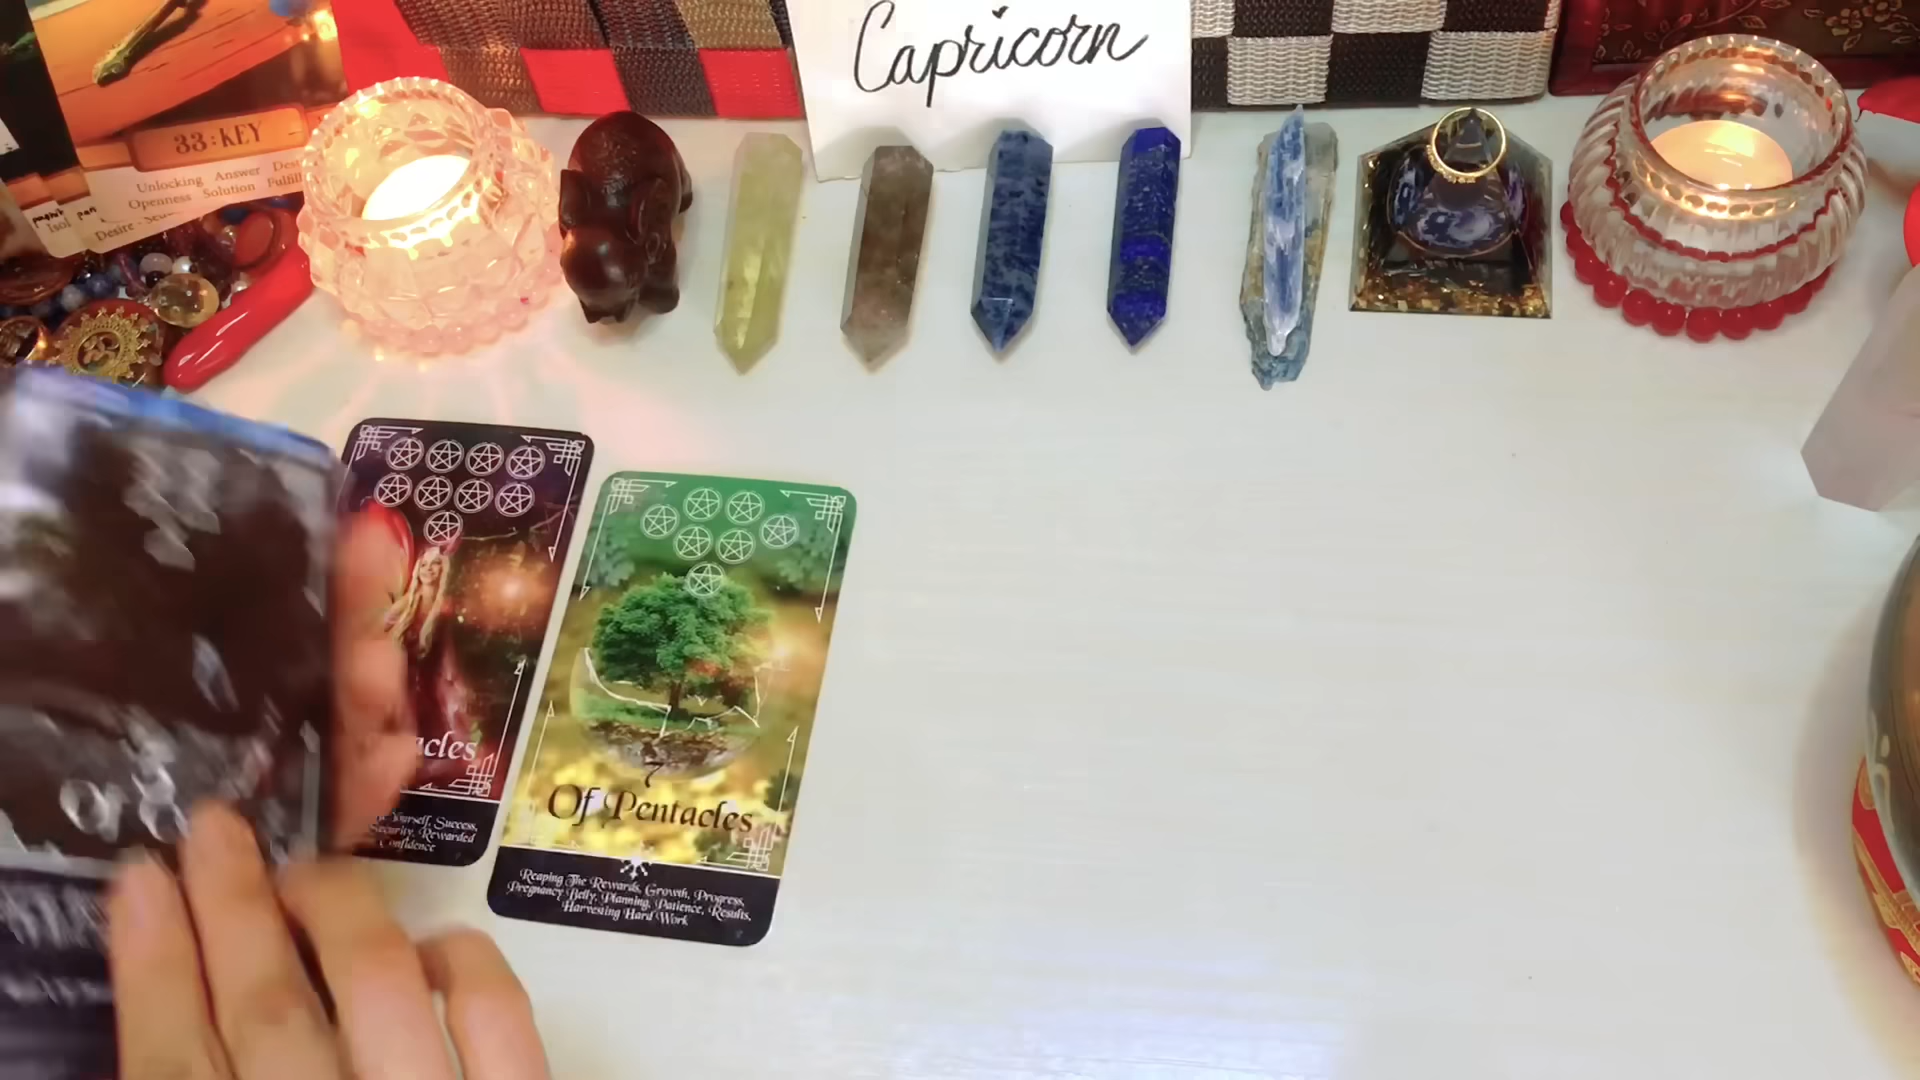 Capricorn
33:KEY
Unlocking Answer
Openness Solution
Desire
acles
Yourself, Success,
Security, Rewarded
Confidence
7
Of Pentacles
Reaping The Rewards, Growth, Progress,
Pregnancy Belly, Planning, Patience, Results,
Harvesting Hard Work